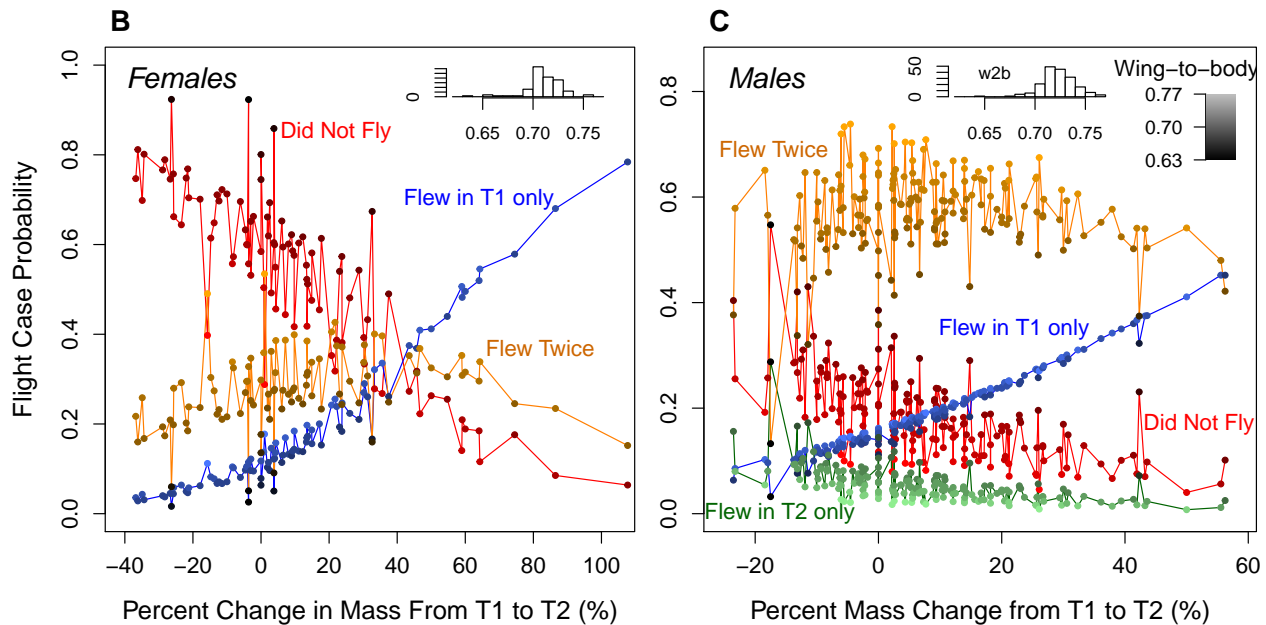 B
Females
Did Not Fly
Flew in T1 only
Flew Twice
0
0.65 0.70 0.75
Flight Case Probability
1.0
0.8
0.6
0.4
0.2
0.0
−40 −20 0 20 40 60 80 100
Percent Change in Mass From T1 to T2 (%)
C
Males
50
0
w2b
0.65 0.70 0.75
Wing−to−body
0.77
0.70
0.63
Flew Twice
Flew in T1 only
Did Not Fly
Flew in T2 only
0.8
0.6
0.4
0.2
0.0
−20 0 20 40 60
Percent Mass Change from T1 to T2 (%)